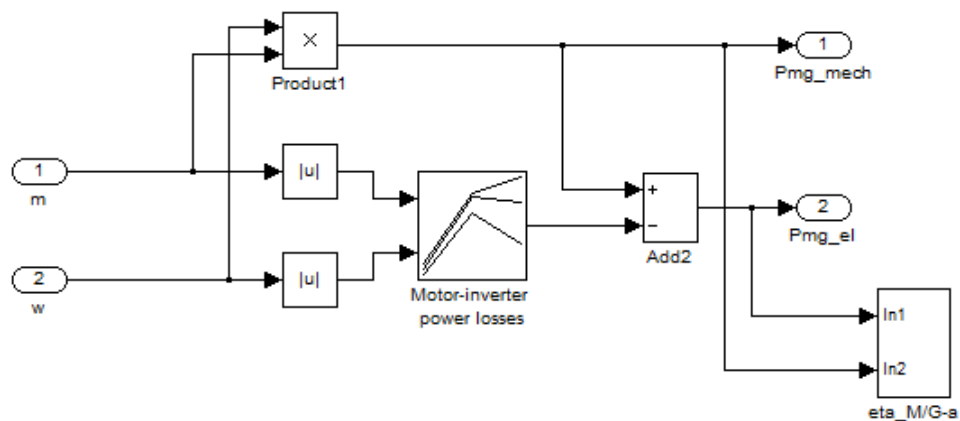 ×
Product1
1
Pmg_mech
1
m
|u|
|u|
2
w
Motor-inverter
power losses
+
−
Add2
2
Pmg_el
In1
In2
eta_M/G-a